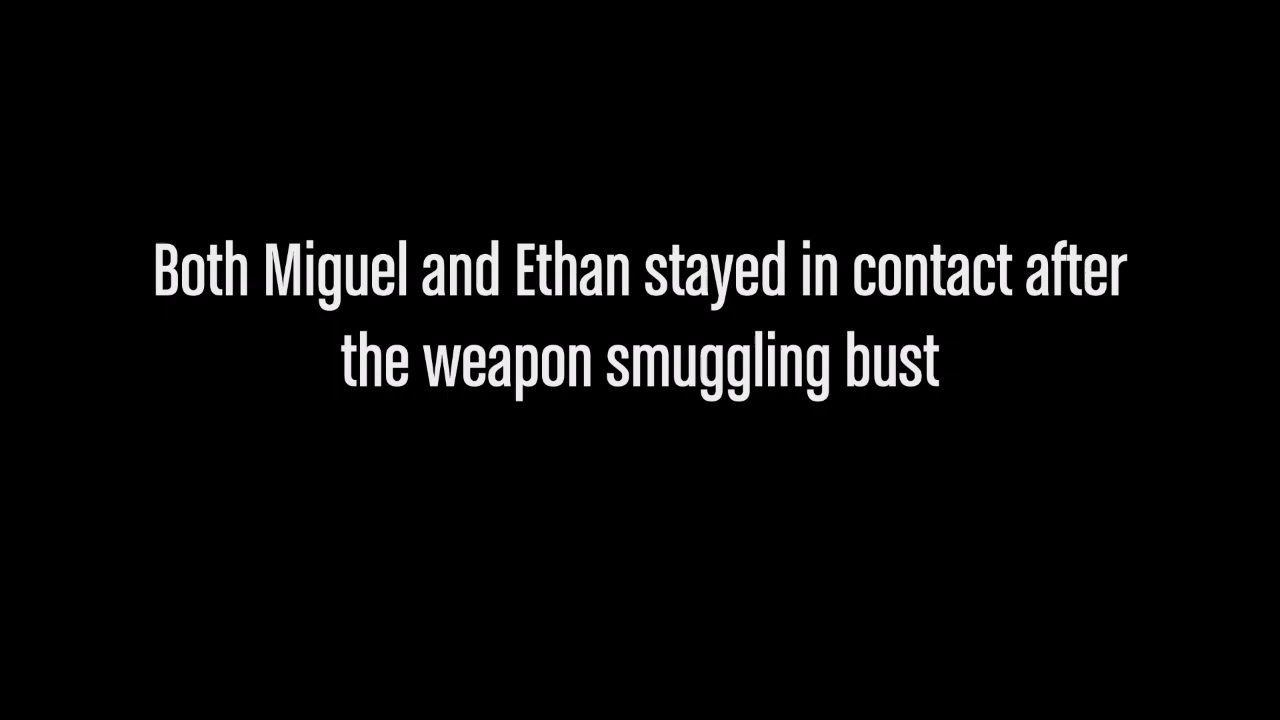 Both Miguel and Ethan stayed in contact after
the weapon smuggling bust